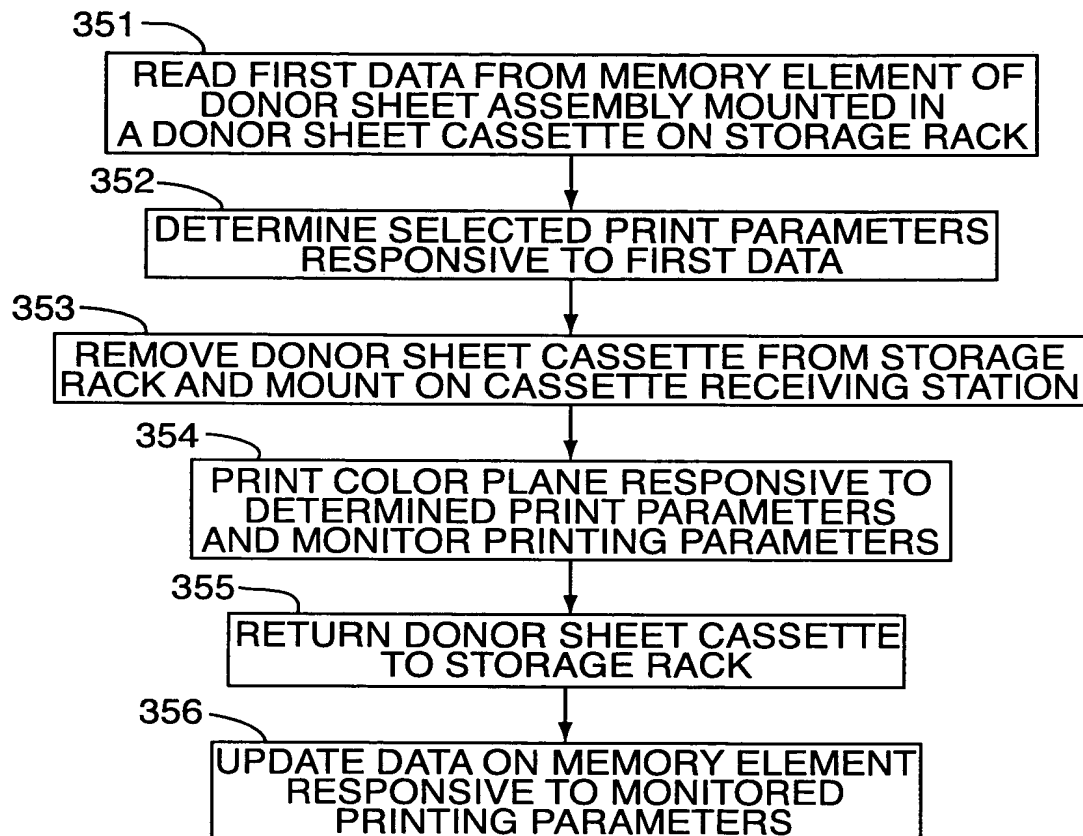 351
READ FIRST DATA FROM MEMORY ELEMENT OF
DONOR SHEET ASSEMBLY MOUNTED IN
A DONOR SHEET CASSETTE ON STORAGE RACK
352
DETERMINE SELECTED PRINT PARAMETERS
RESPONSIVE TO FIRST DATA
353
REMOVE DONOR SHEET CASSETTE FROM STORAGE
RACK AND MOUNT ON CASSETTE RECEIVING STATION
354
PRINT COLOR PLANE RESPONSIVE TO
DETERMINED PRINT PARAMETERS
AND MONITOR PRINTING PARAMETERS
355
RETURN DONOR SHEET CASSETTE
TO STORAGE RACK
356
UPDATE DATA ON MEMORY ELEMENT
RESPONSIVE TO MONITORED
PRINTING PARAMETERS